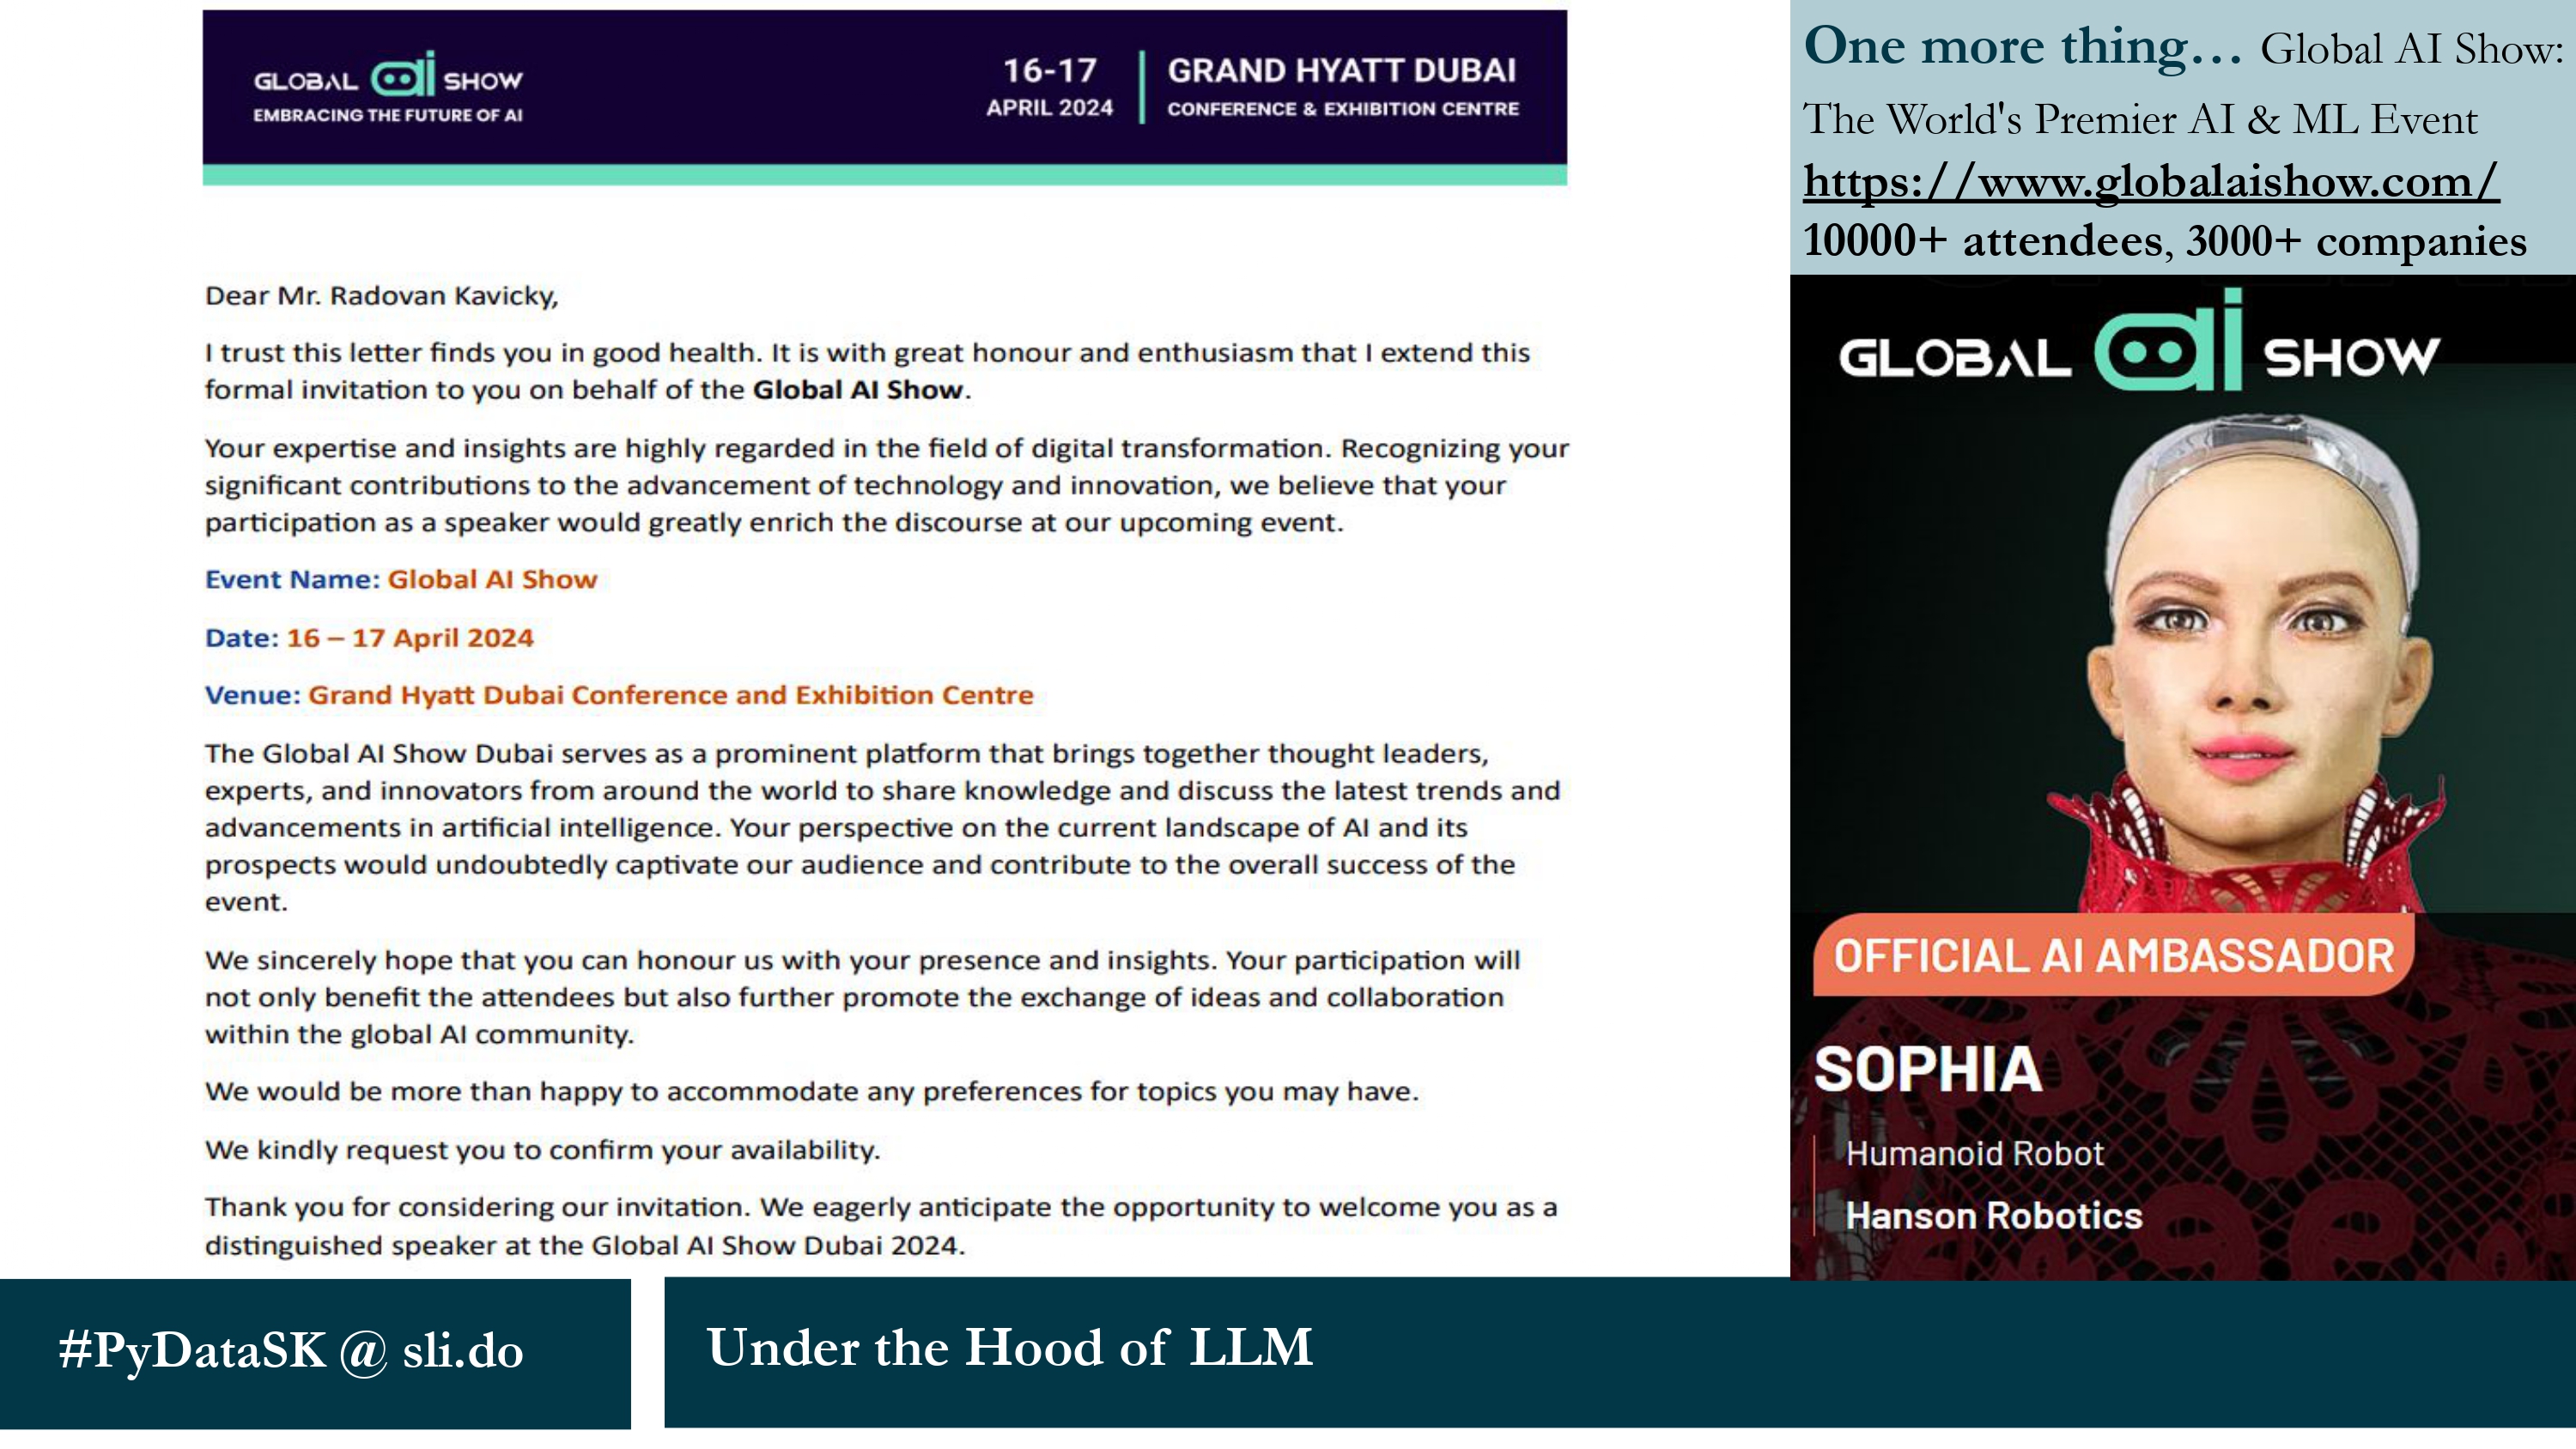 GLOBAL ai SHOW
EMBRACING THE FUTURE OF AI
16-17
APRIL 2024
GRAND HYATT DUBAI
CONFERENCE & EXHIBITION CENTRE
Dear Mr. Radovan Kavicky,
I trust this letter finds you in good health. It is with great honour and enthusiasm that I extend this
formal invitation to you on behalf of the Global AI Show.
Your expertise and insights are highly regarded in the field of digital transformation. Recognizing your
significant contributions to the advancement of technology and innovation, we believe that your
participation as a speaker would greatly enrich the discourse at our upcoming event.
Event Name: Global AI Show
Date: 16 – 17 April 2024
Venue: Grand Hyatt Dubai Conference and Exhibition Centre
The Global AI Show Dubai serves as a prominent platform that brings together thought leaders,
experts, and innovators from around the world to share knowledge and discuss the latest trends and
advancements in artificial intelligence. Your perspective on the current landscape of AI and its
prospects would undoubtedly captivate our audience and contribute to the overall success of the
event.
We sincerely hope that you can honour us with your presence and insights. Your participation will
not only benefit the attendees but also further promote the exchange of ideas and collaboration
within the global AI community.
We would be more than happy to accommodate any preferences for topics you may have.
We kindly request you to confirm your availability.
Thank you for considering our invitation. We eagerly anticipate the opportunity to welcome you as a
distinguished speaker at the Global AI Show Dubai 2024.
One more thing… Global AI Show:
The World's Premier AI & ML Event
https://www.globalaishow.com/
10000+ attendees, 3000+ companies
GLOBAL ai SHOW
OFFICIAL AI AMBASSADOR
SOPHIA
Humanoid Robot
Hanson Robotics
#PyDataSK @ sli.do
Under the Hood of LLM